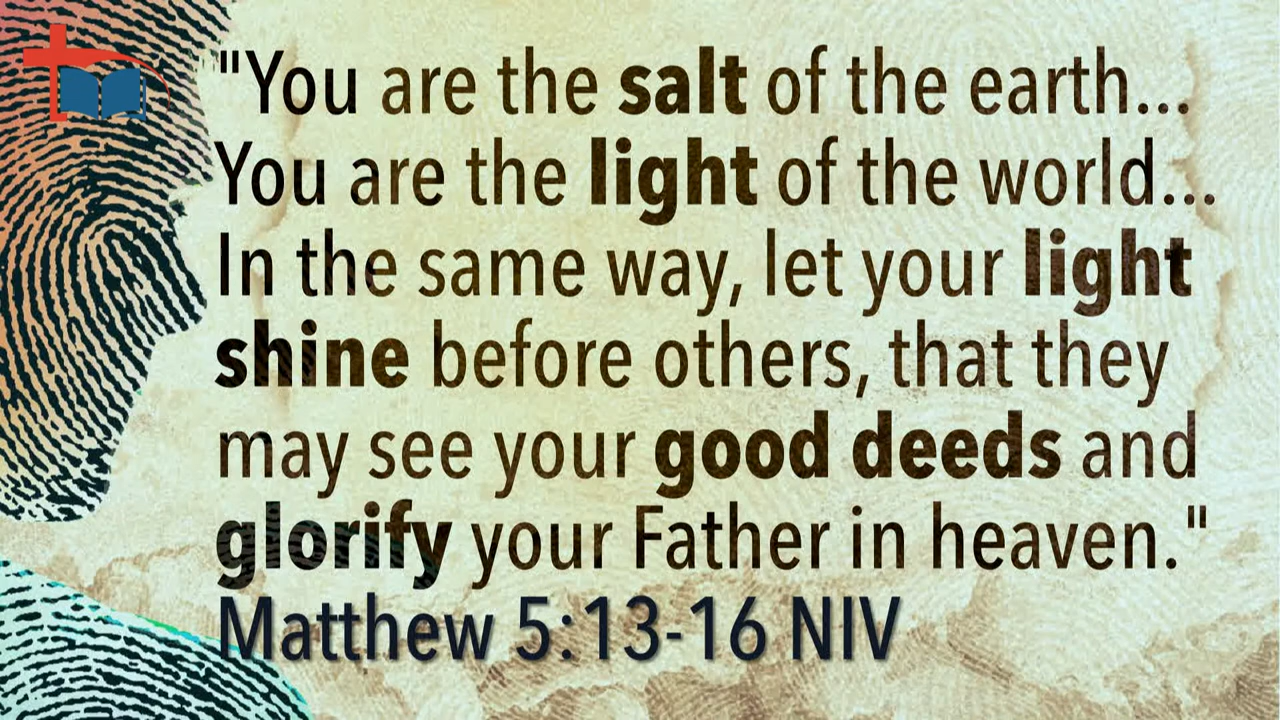 "You are the salt of the earth...
You are the light of the world...
In the same way, let your light
shine before others, that they
may see your good deeds and
glorify your Father in heaven."
Matthew 5:13-16 NIV